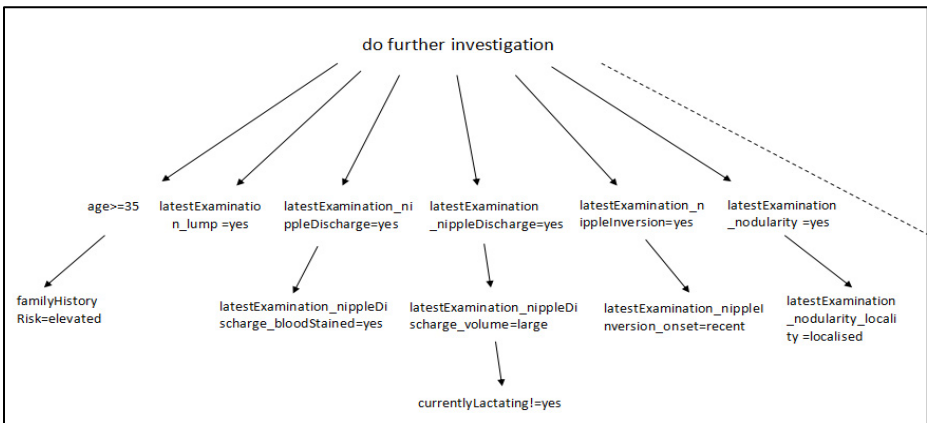 do further investigation
age>=35
latestExaminatio
n_lump =yes
latestExamination_ni
ppleDischarge=yes
latestExamination
_nippleDischarge=yes
latestExamination_n
ippleInversion=yes
latestExamination
_nodularity =yes
familyHistory
Risk=elevated
latestExamination_nippleDi
scharge_bloodStained=yes
latestExamination_nippleDi
scharge_volume=large
latestExamination_nippleI
nversion_onset=recent
latestExamination
_nodularity_locali
ty =localised
currentlyLactating!=yes